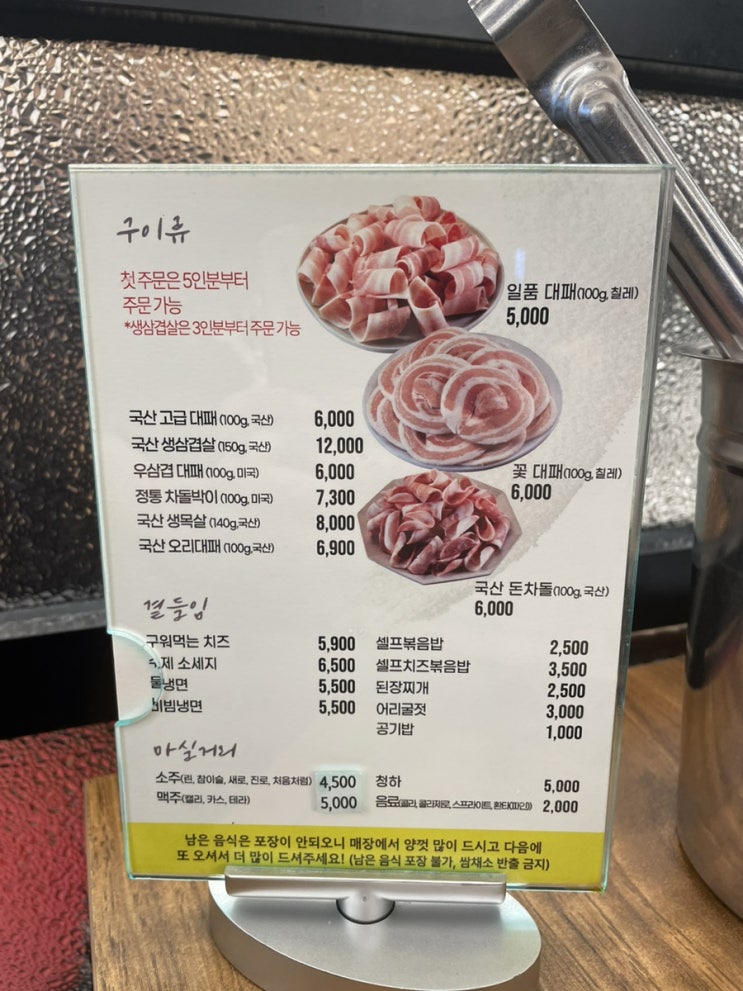 구이류
첫 주문은 5인분부터
주문 가능
*생삼겹살은 3인분부터 주문 가능
일품 대패(100g, 칠레)
5,000
꽃 대패(100g, 칠레)
6,000
국산 돈차돌(100g, 국산)
6,000
국산 고급 대패 (100g, 국산) 6,000
국산 생삼겹살 (150g, 국산) 12,000
우삼겹 대패 (100g, 미국) 6,000
정통 차돌박이 (100g, 미국) 7,300
국산 생목살 (140g,국산) 8,000
국산 오리대패 (100g,국산) 6,900
곁들임
구워먹는 치즈 5,900
수제 소세지 6,500
물냉면 5,500
비빔냉면 5,500
셀프볶음밥 2,500
셀프치즈볶음밥 3,500
된장찌개 2,500
어리굴젓 3,000
공기밥 1,000
마실거리
소주(린, 참이슬, 새로, 진로, 처음처럼) 4,500
맥주(켈리, 카스, 테라) 5,000
청하 5,000
음료(콜라, 콜라제로, 스프라이트, 환타(파인)) 2,000
남은 음식은 포장이 안되오니 매장에서 양껏 많이 드시고 다음에
또 오셔서 더 많이 드셔주세요! (남은 음식 포장 불가, 쌈채소 반출 금지)